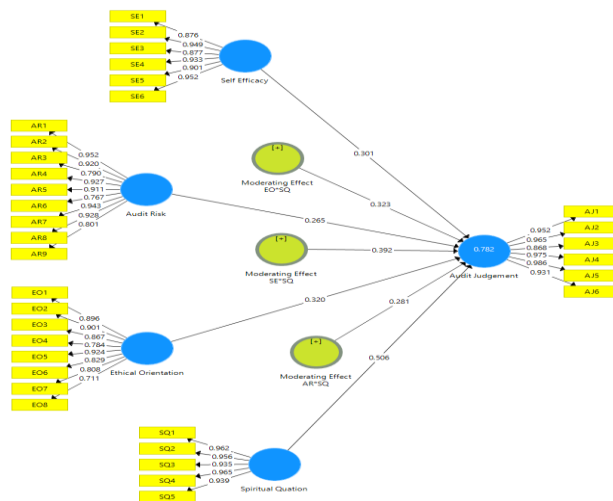 SE1
SE2
SE3
SE4
SE5
SE6
0.876
0.949
0.877
0.933
0.901
0.952
Self Efficacy
AR1
AR2
AR3
AR4
AR5
AR6
AR7
AR8
AR9
0.952
0.920
0.790
0.927
0.911
0.767
0.943
0.928
0.801
Audit Risk
[+]
Moderating Effect
EO*SQ
[+]
Moderating Effect
SE*SQ
[+]
Moderating Effect
AR*SQ
0.301
0.323
0.265
0.392
0.320
0.281
0.506
0.782
Audit Judgement
0.952
0.965
0.868
0.975
0.986
0.931
AJ1
AJ2
AJ3
AJ4
AJ5
AJ6
EO1
EO2
EO3
EO4
EO5
EO6
EO7
EO8
0.896
0.901
0.867
0.784
0.924
0.829
0.808
0.711
Ethical Orientation
SQ1
SQ2
SQ3
SQ4
SQ5
0.962
0.956
0.935
0.965
0.939
Spiritual Quation